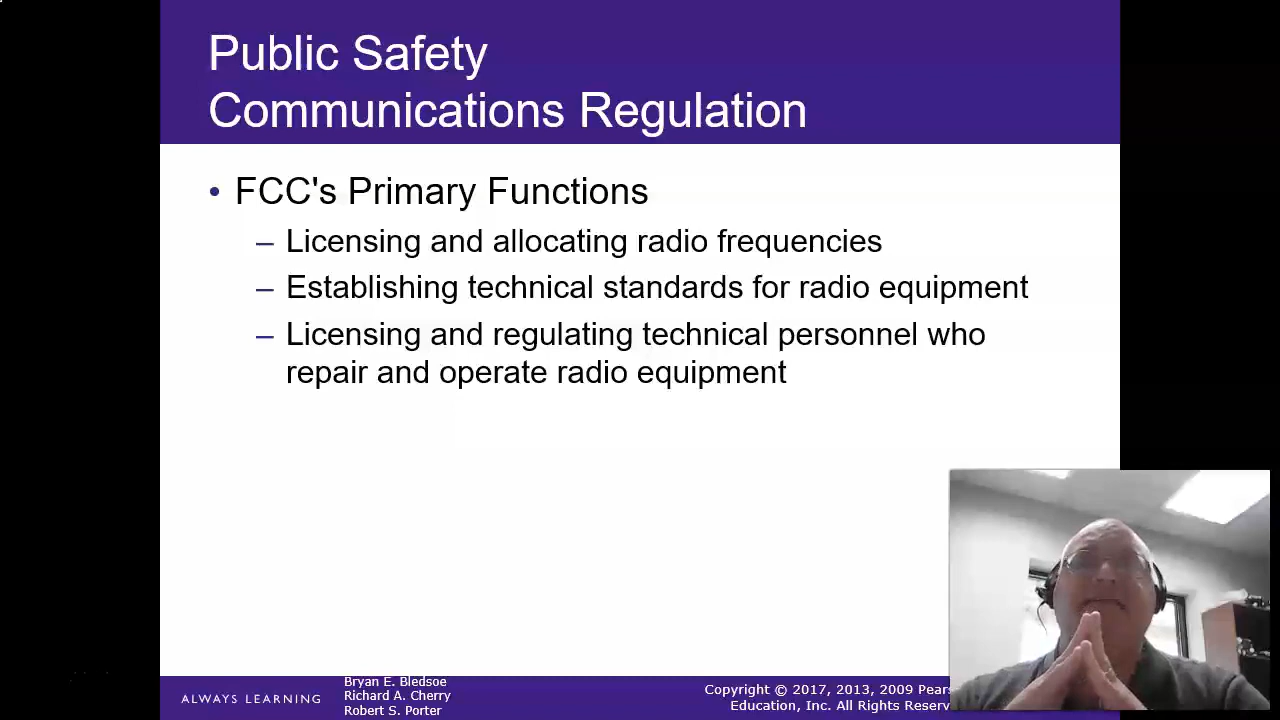 Public Safety
Communications Regulation
• FCC's Primary Functions
– Licensing and allocating radio frequencies
– Establishing technical standards for radio equipment
– Licensing and regulating technical personnel who
repair and operate radio equipment
ALWAYS LEARNING
Bryan E. Bledsoe
Richard A. Cherry
Robert S. Porter
Copyright © 2017, 2013, 2009
Education, Inc. All Rights